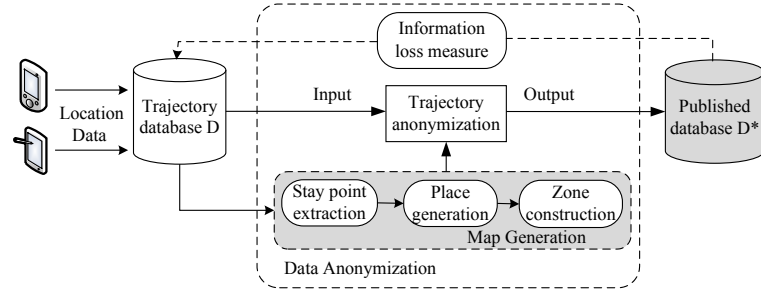 Information
loss measure
Location
Data
Trajectory
database D
Input
Trajectory
anonymization
Output
Published
database D*
Stay point
extraction
Place
generation
Zone
construction
Map Generation
Data Anonymization